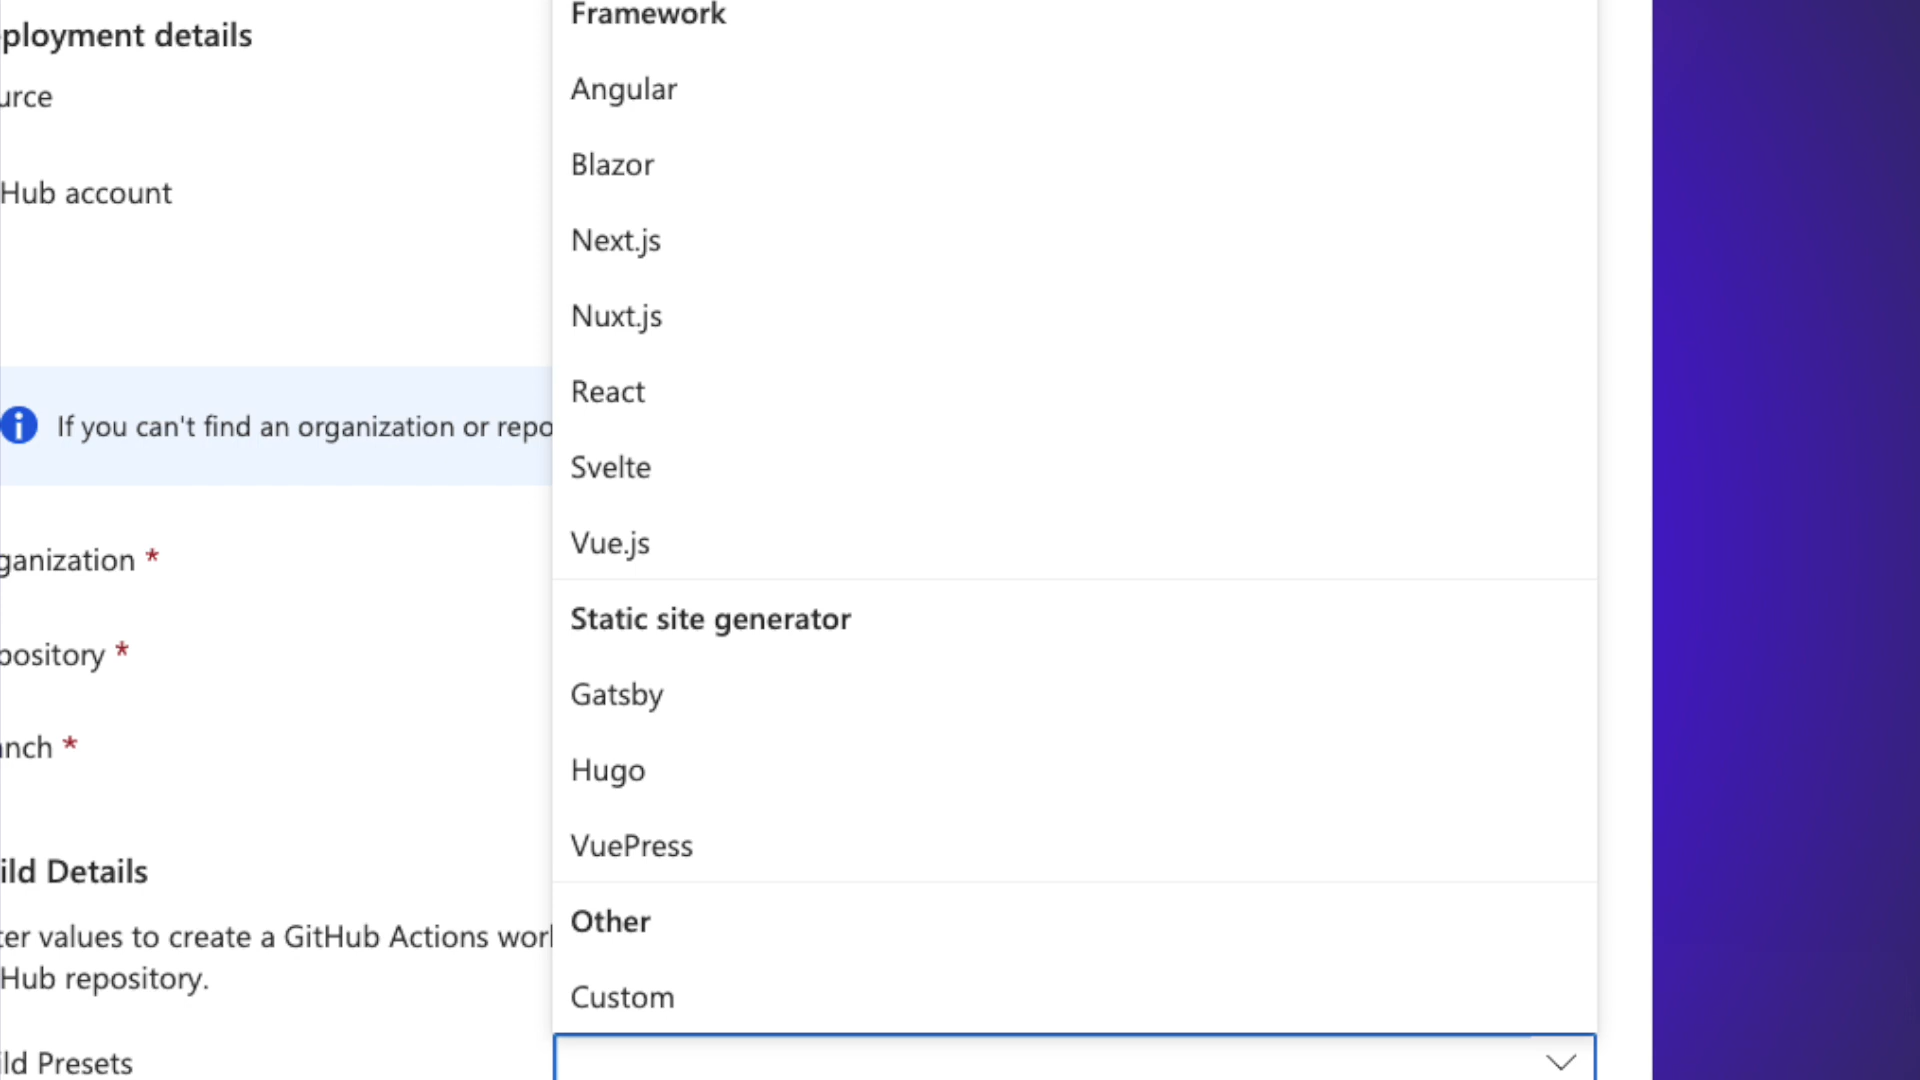 ployment details
urce
Hub account
If you can't find an organization or repo
ganization *
pository *
nch *
ild Details
ter values to create a GitHub Actions worl
Hub repository.
ild Presets
Framework
Angular
Blazor
Next.js
Nuxt.js
React
Svelte
Vue.js
Static site generator
Gatsby
Hugo
VuePress
Other
Custom